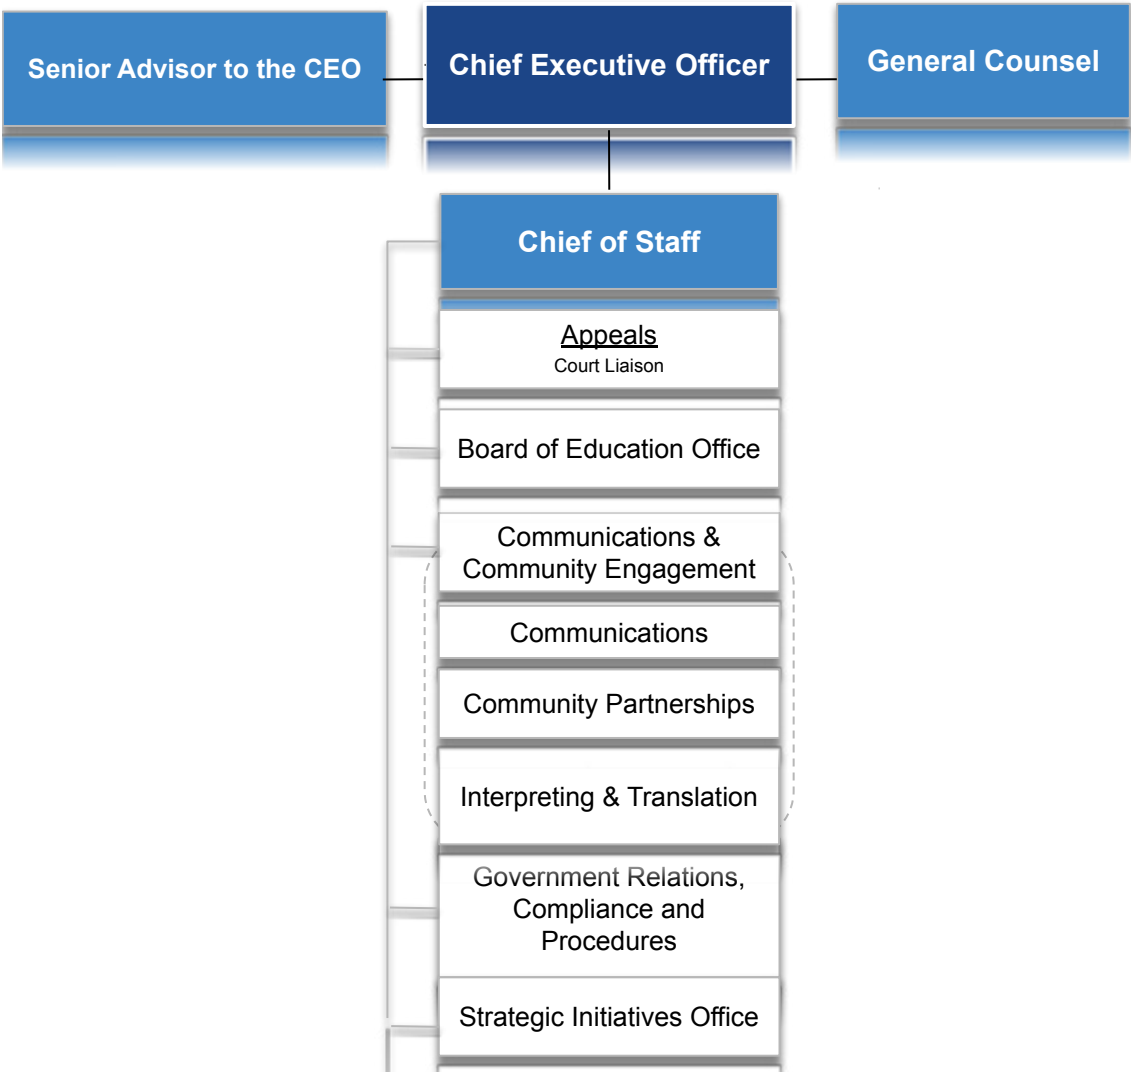 Senior Advisor to the CEO
Chief Executive Officer
General Counsel
Chief of Staff
Appeals
Court Liaison
Board of Education Office
Communications &
Community Engagement
Communications
Community Partnerships
Interpreting & Translation
Government Relations,
Compliance and
Procedures
Strategic Initiatives Office